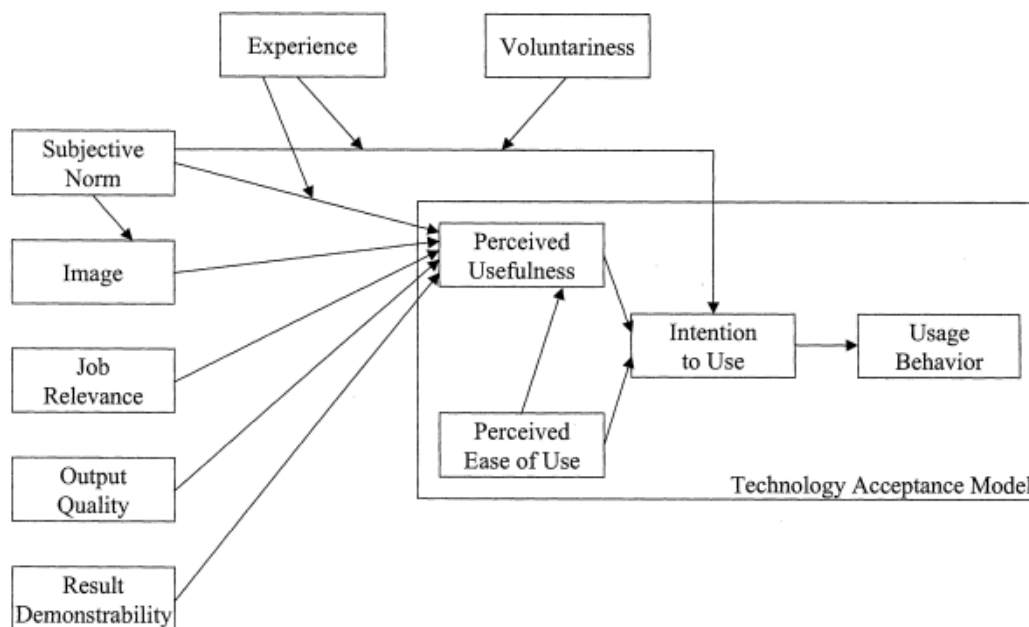 Experience
Voluntariness
Subjective
Norm
Image
Job
Relevance
Output
Quality
Result
Demonstrability
Perceived
Usefulness
Perceived
Ease of Use
Intention
to Use
Usage
Behavior
Technology Acceptance Model